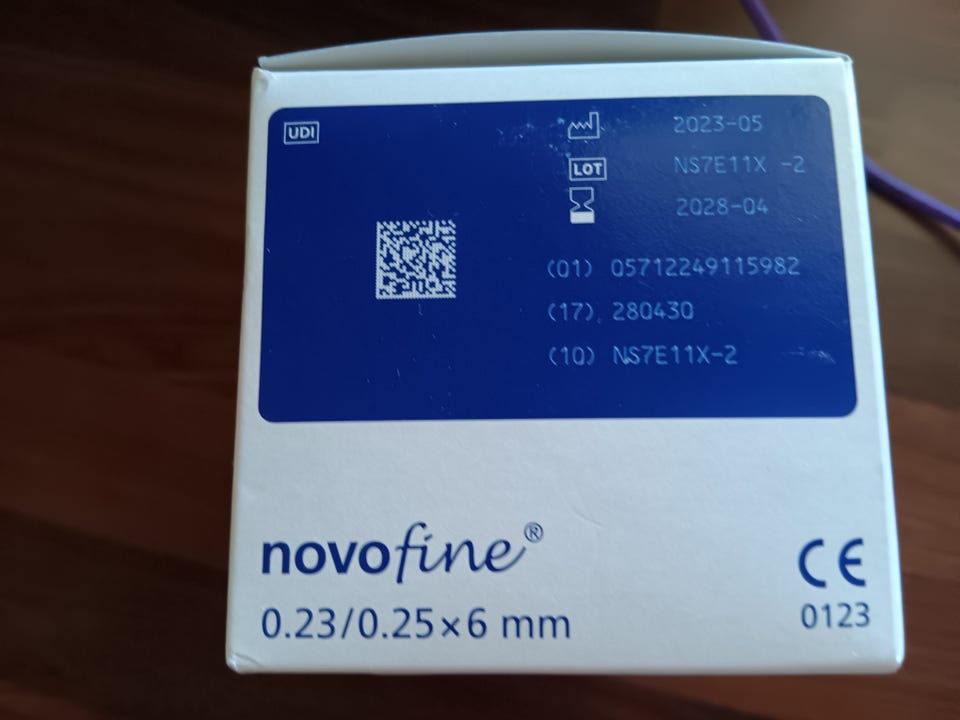 UDI
2023-05
LOT NS7E11X -2
2028-04
(01) 05712249115982
(17) 280430
(10) NS7E11X-2
novofine®
0.23/0.25×6 mm
CE
0123